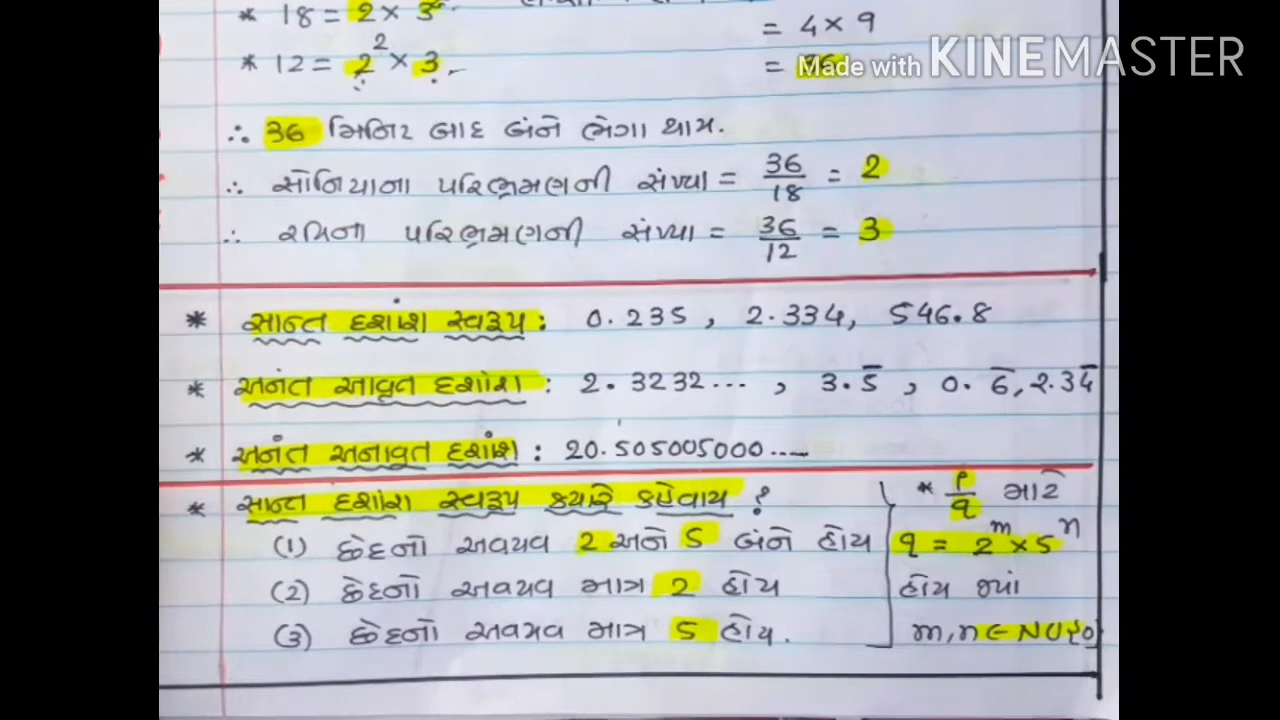 * 18 = 2 × 3
= 4 × 9
* 12 = 2² × 3
= 36
Made with KINEMASTER
∴ 36 મિનિટ બાદ બંને ભેગા થાય.
∴ સોનિયાના પરિભ્રમણની સંખ્યા = 36/18 = 2
∴ રવિના પરિભ્રમણની સંખ્યા = 36/12 = 3
* સાન્ત દશાંશ સ્વરૂપ : 0.235 , 2.334, 546.8
* અનંત આવૃત દશાંશ : 2.3232... , 3.5̅ , 0.6̅, 2.34̅
* અનંત અનાવૃત દશાંશ : 20.505005000.....
* સાન્ત દશાંશ સ્વરૂપ ક્યારે કહેવાય ?
(1) છેદનો અવયવ 2 અને 5 બંને હોય
(2) છેદનો અવયવ માત્ર 2 હોય
(3) છેદનો અવયવ માત્ર 5 હોય.
* p/q માટે
q = 2ᵐ × 5ⁿ
હોય જ્યાં
m, n ∈ N ∪ {0}